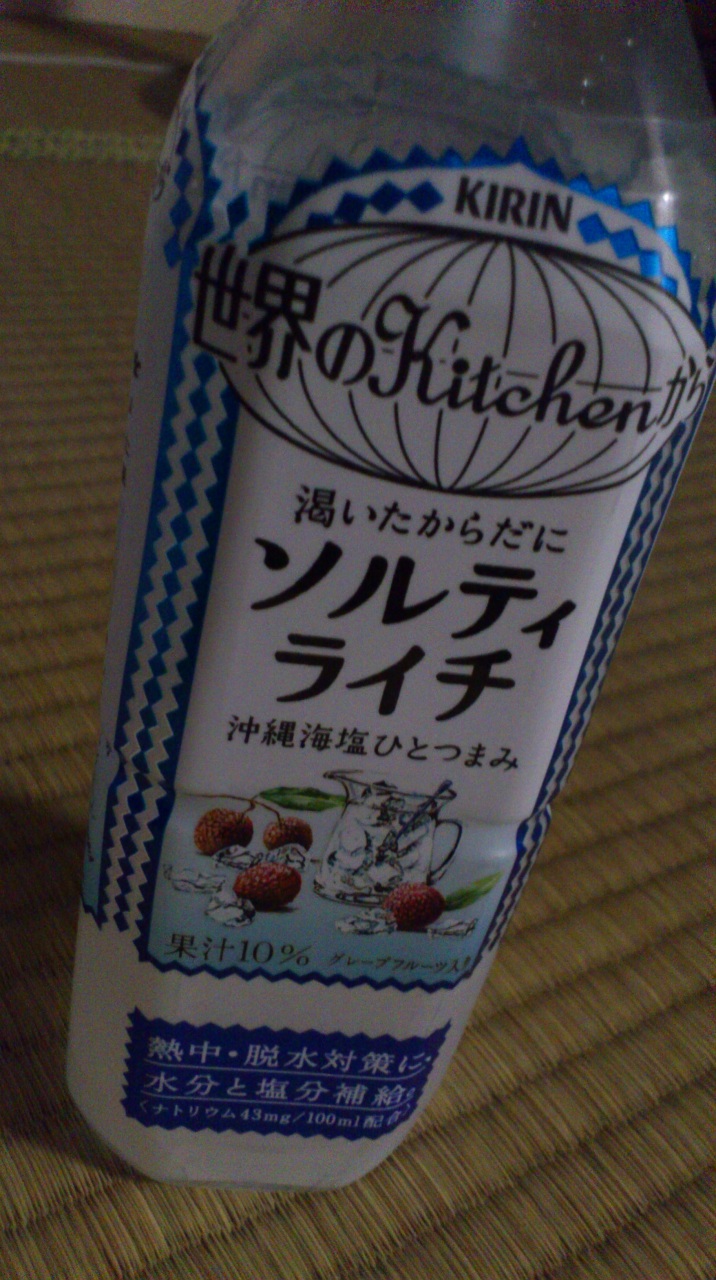 KIRIN
世界のKitchenから
渇いたからだに
ソルティ
ライチ
沖縄海塩ひとつまみ
果汁10% グレープフルーツ入り
熱中・脱水対策に、
水分と塩分補給。
〈ナトリウム43mg/100ml配合〉